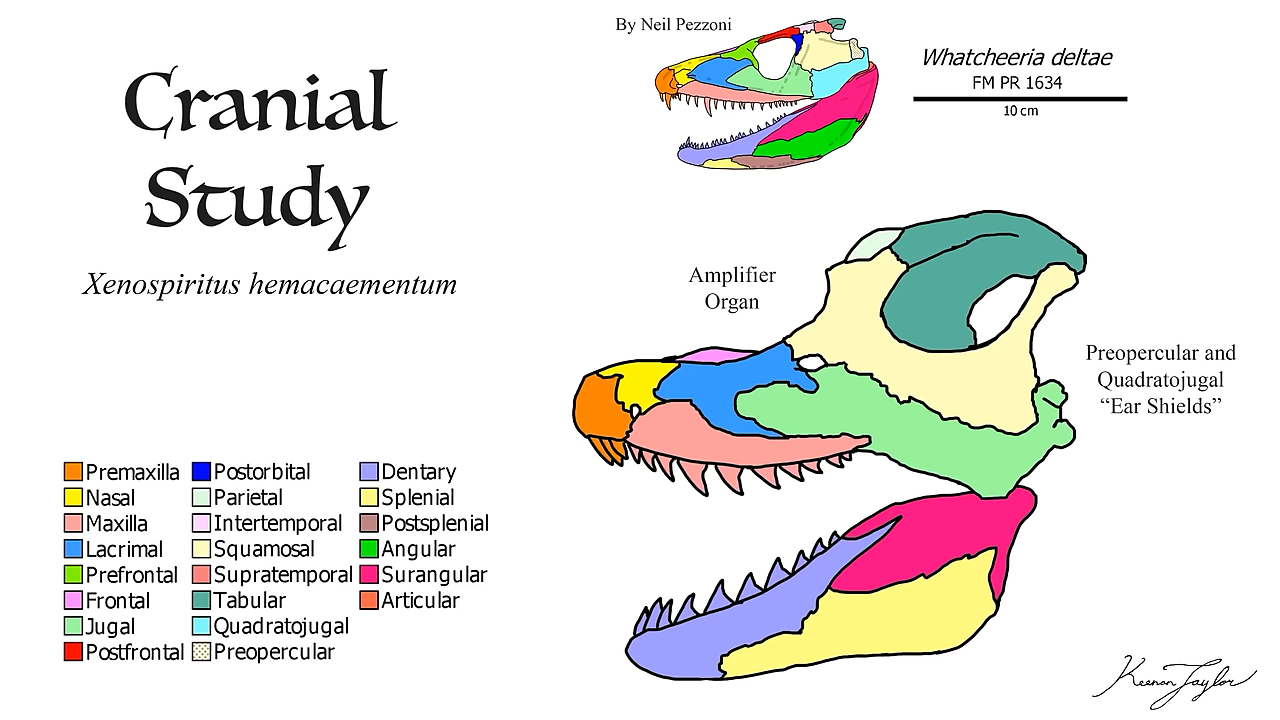 Cranial
Study
Xenospiritus hemacaementum
By Neil Pezzoni
Whatcheeria deltae
FM PR 1634
10 cm
Amplifier
Organ
Preopercular and
Quadratojugal
“Ear Shields”
Premaxilla
Nasal
Maxilla
Lacrimal
Prefrontal
Frontal
Jugal
Postfrontal
Postorbital
Parietal
Intertemporal
Squamosal
Supratemporal
Tabular
Quadratojugal
Preopercular
Dentary
Splenial
Postsplenial
Angular
Surangular
Articular
Keenan Taylor